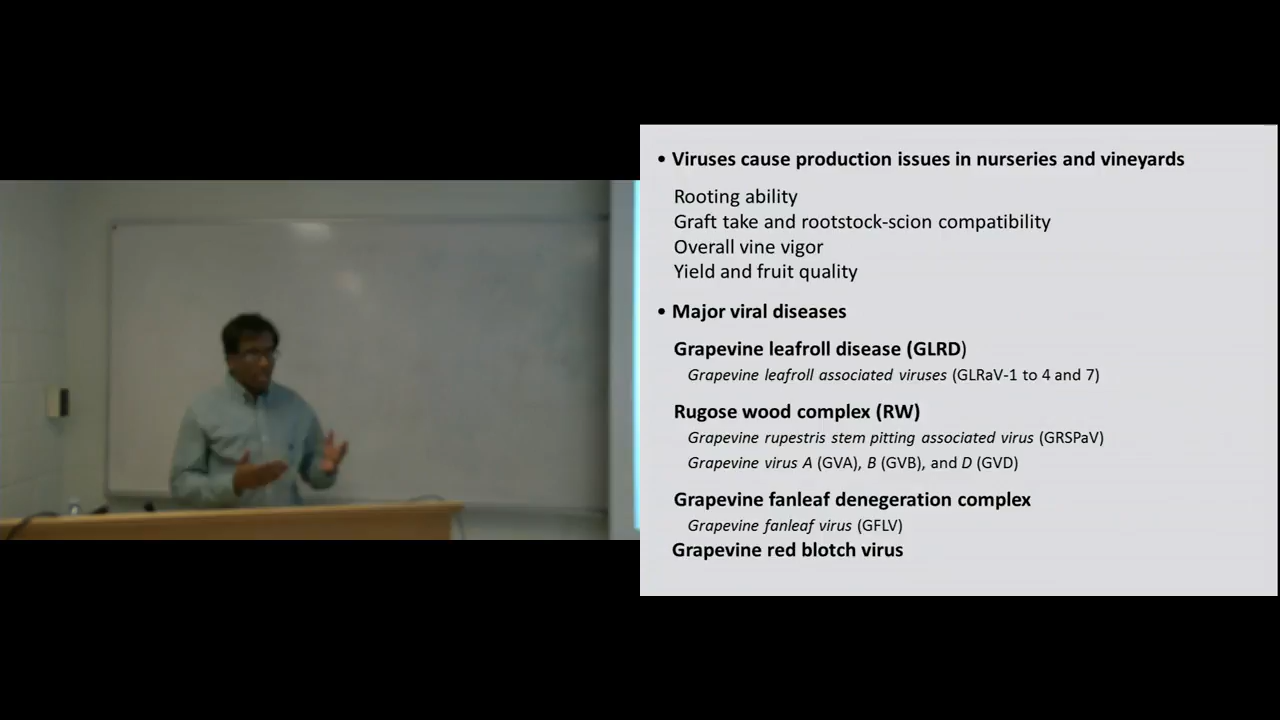 • Viruses cause production issues in nurseries and vineyards
Rooting ability
Graft take and rootstock-scion compatibility
Overall vine vigor
Yield and fruit quality
• Major viral diseases
Grapevine leafroll disease (GLRD)
Grapevine leafroll associated viruses (GLRaV-1 to 4 and 7)
Rugose wood complex (RW)
Grapevine rupestris stem pitting associated virus (GRSPaV)
Grapevine virus A (GVA), B (GVB), and D (GVD)
Grapevine fanleaf denegeration complex
Grapevine fanleaf virus (GFLV)
Grapevine red blotch virus